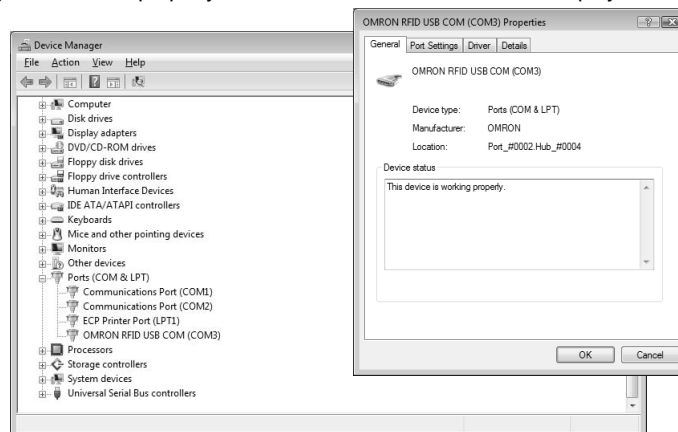 Device Manager
File Action View Help
Computer
Disk drives
Display adapters
DVD/CD-ROM drives
Floppy disk drives
Floppy drive controllers
Human Interface Devices
IDE ATA/ATAPI controllers
Keyboards
Mice and other pointing devices
Monitors
Other devices
Ports (COM & LPT)
Communications Port (COM1)
Communications Port (COM2)
ECP Printer Port (LPT1)
OMRON RFID USB COM (COM3)
Processors
Storage controllers
System devices
Universal Serial Bus controllers
OMRON RFID USB COM (COM3) Properties
General Port Settings Driver Details
OMRON RFID USB COM (COM3)
Device type: Ports (COM & LPT)
Manufacturer: OMRON
Location: Port_#0002.Hub_#0004
Device status
This device is working properly.
OK Cancel